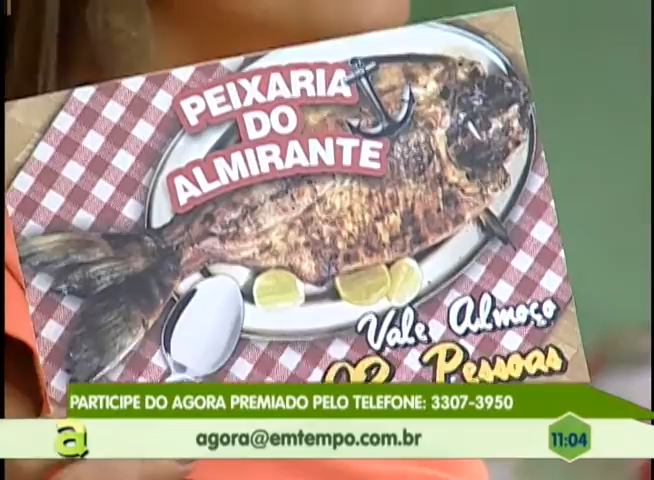 PEIXARIA
DO
ALMIRANTE
Vale Almoço
02 Pessoas
PARTICIPE DO AGORA PREMIADO PELO TELEFONE: 3307-3950
a agora@emtempo.com.br 11:04